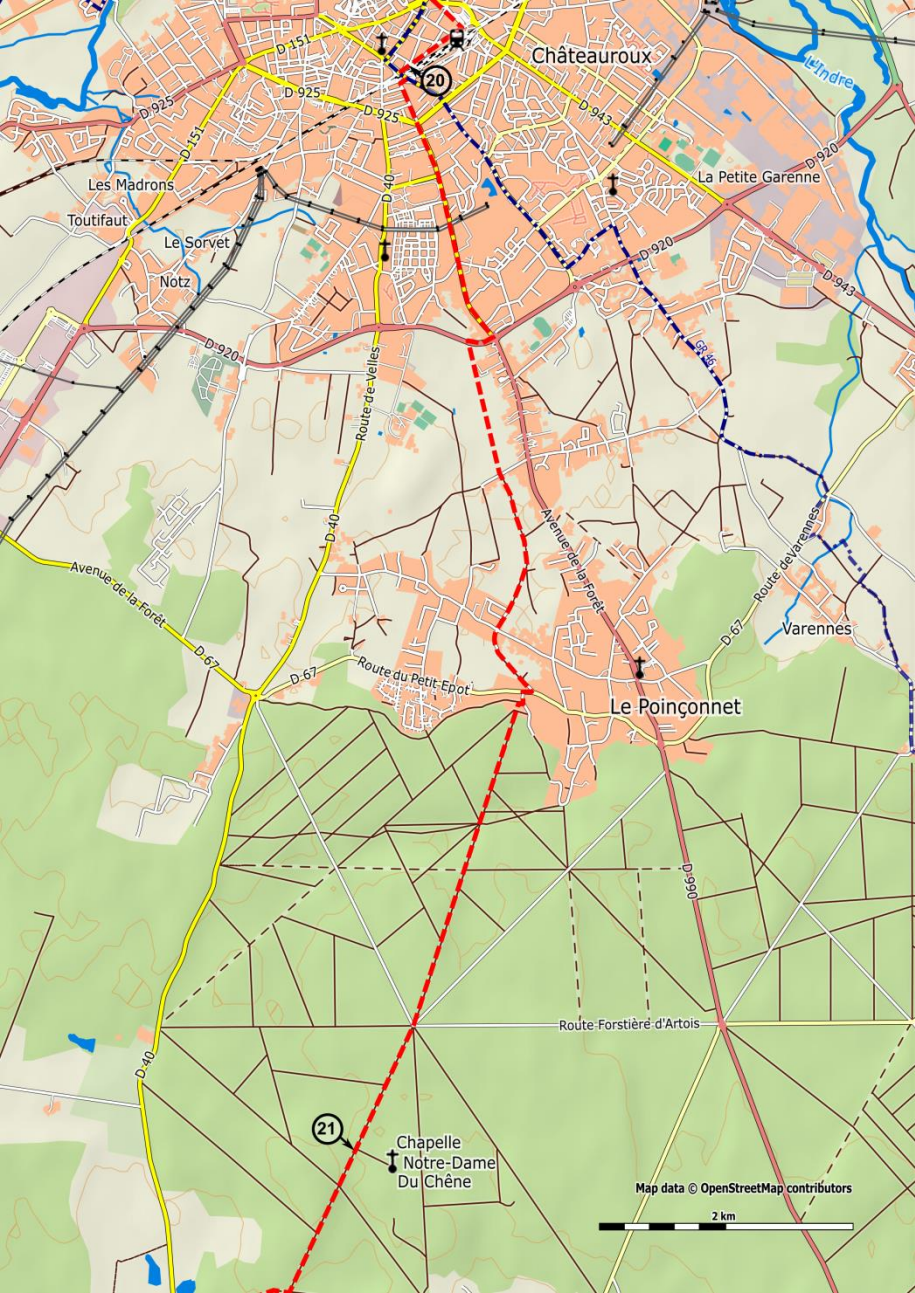 D 151
Châteauroux
20
L'Indre
D 925
D 925
D 943
D 151
D 920
Les Madrons
D 40
La Petite Garenne
Toutifaut
Le Sorvet
D 920
Notz
D 943
D 920
GR 46
Route de Velles
D 40
Avenue de la Forêt
Route deVarennes
Avenue de la Forêt
Varennes
D 67
D 67
D 67
Route du Petit Epot
Le Poinçonnet
D 990
Route Forstière d'Artois
D 40
21
Chapelle
Notre-Dame
Du Chêne
Map data © OpenStreetMap contributors
2 km